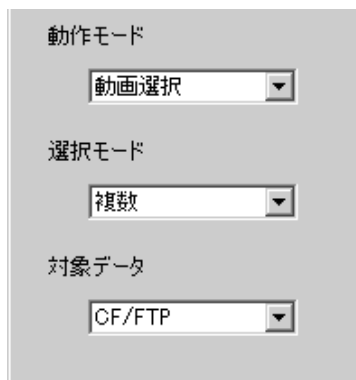 動作モード
動画選択
選択モード
複数
対象データ
CF/FTP